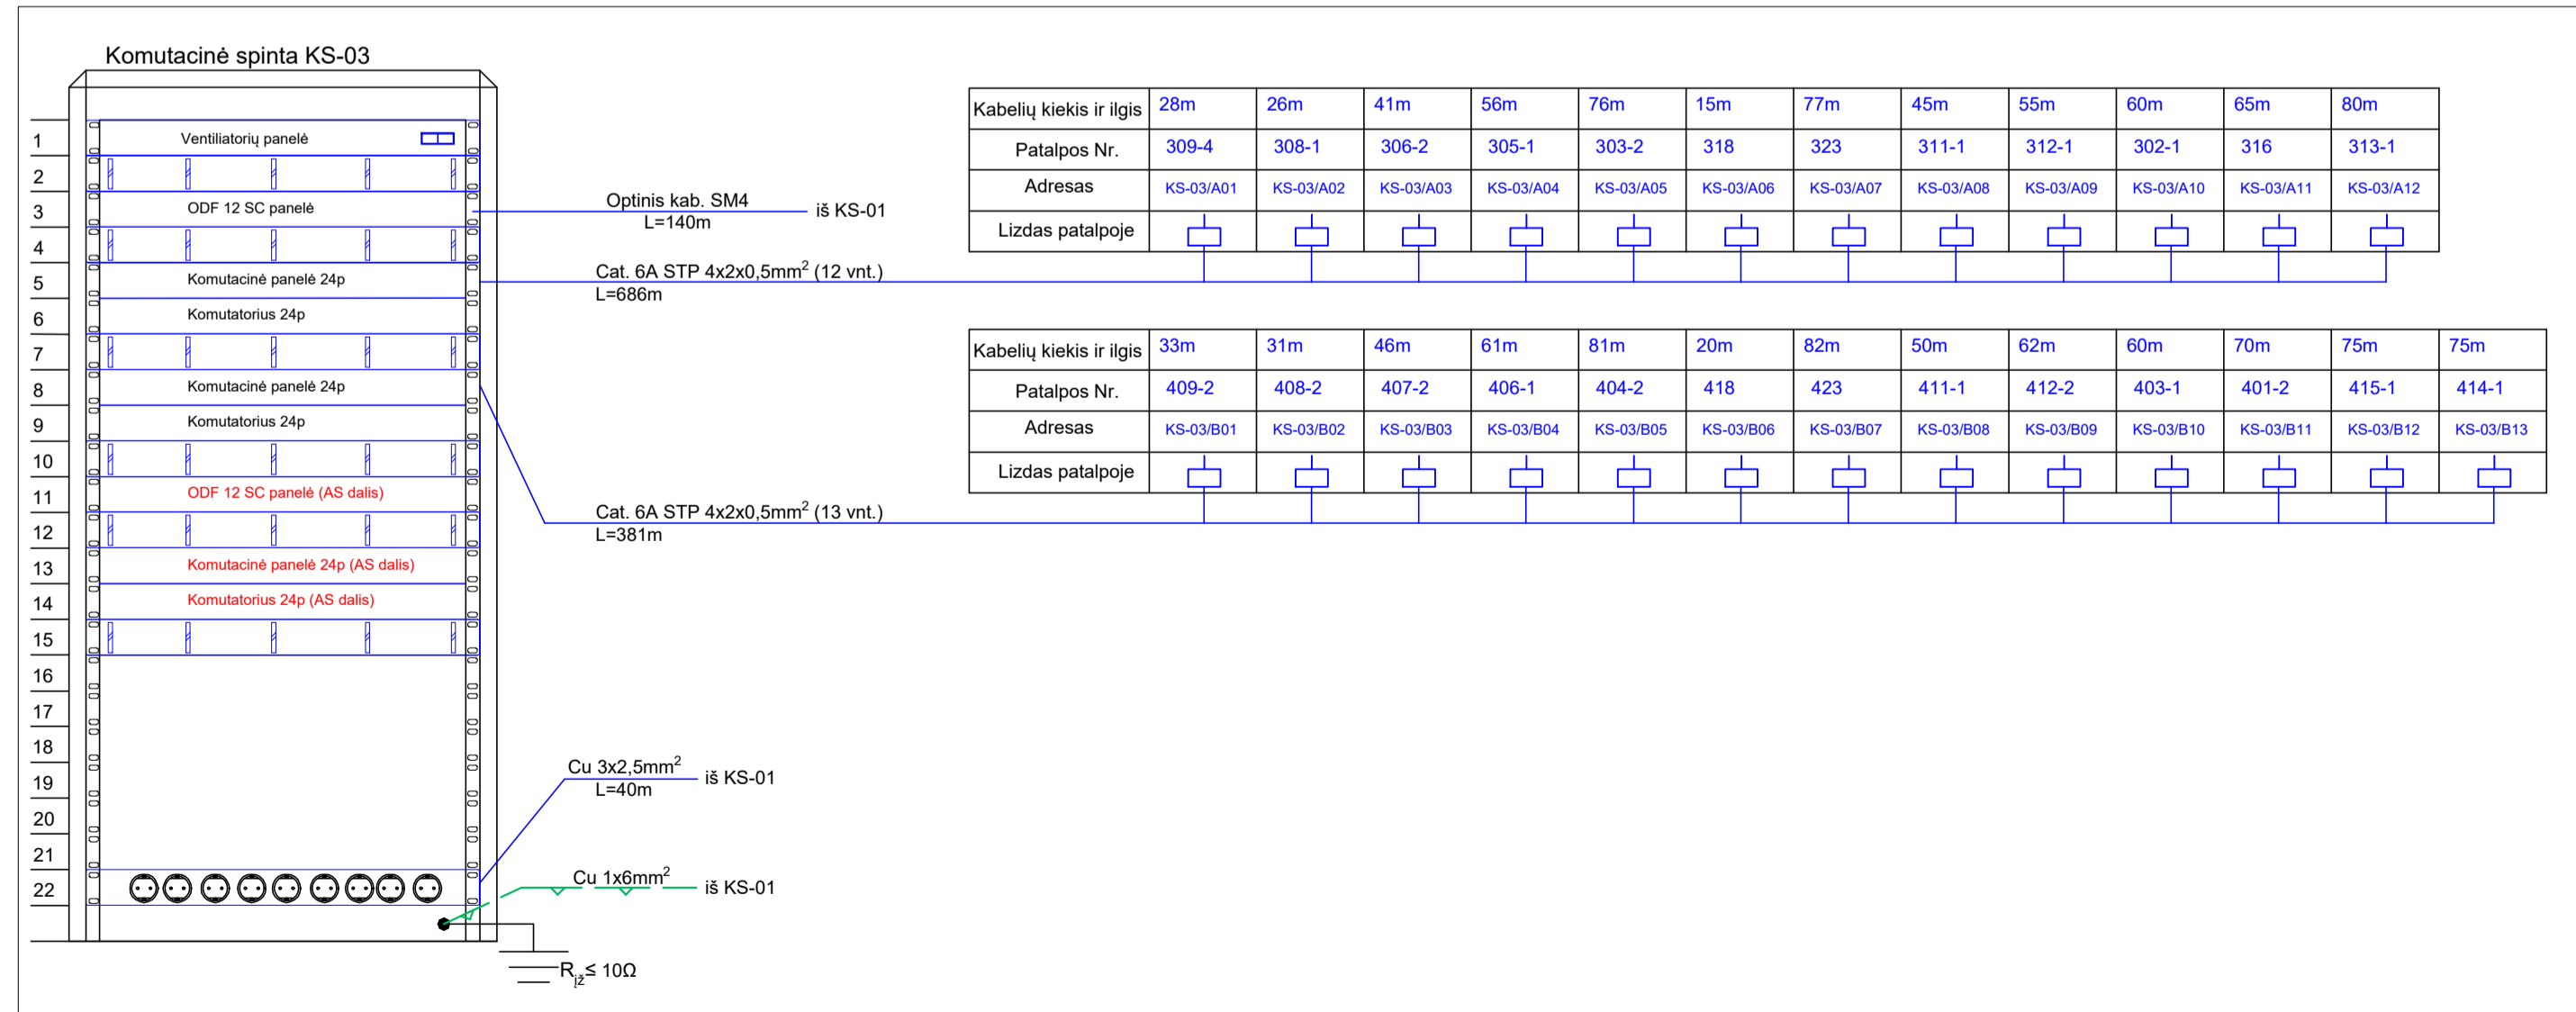 Komutacinė spinta KS-03
1 Ventiliatorių panelė
2
3 ODF 12 SC panelė
4
5 Komutacinė panelė 24p
6 Komutatorius 24p
7
8 Komutacinė panelė 24p
9 Komutatorius 24p
10
11 ODF 12 SC panelė (AS dalis)
12
13 Komutacinė panelė 24p (AS dalis)
14 Komutatorius 24p (AS dalis)
15
16
17
18
19
20
21
22
Optinis kab. SM4
L=140m
iš KS-01
Cat. 6A STP 4x2x0,5mm² (12 vnt.)
L=686m
Cat. 6A STP 4x2x0,5mm² (13 vnt.)
L=381m
Cu 3x2,5mm²
L=40m
iš KS-01
Cu 1x6mm²
iš KS-01
Rįž ≤ 10Ω
Kabelių kiekis ir ilgis 28m 26m 41m 56m 76m 15m 77m 45m 55m 60m 65m 80m
Patalpos Nr. 309-4 308-1 306-2 305-1 303-2 318 323 311-1 312-1 302-1 316 313-1
Adresas KS-03/A01 KS-03/A02 KS-03/A03 KS-03/A04 KS-03/A05 KS-03/A06 KS-03/A07 KS-03/A08 KS-03/A09 KS-03/A10 KS-03/A11 KS-03/A12
Lizdas patalpoje
Kabelių kiekis ir ilgis 33m 31m 46m 61m 81m 20m 82m 50m 62m 60m 70m 75m 75m
Patalpos Nr. 409-2 408-2 407-2 406-1 404-2 418 423 411-1 412-2 403-1 401-2 415-1 414-1
Adresas KS-03/B01 KS-03/B02 KS-03/B03 KS-03/B04 KS-03/B05 KS-03/B06 KS-03/B07 KS-03/B08 KS-03/B09 KS-03/B10 KS-03/B11 KS-03/B12 KS-03/B13
Lizdas patalpoje